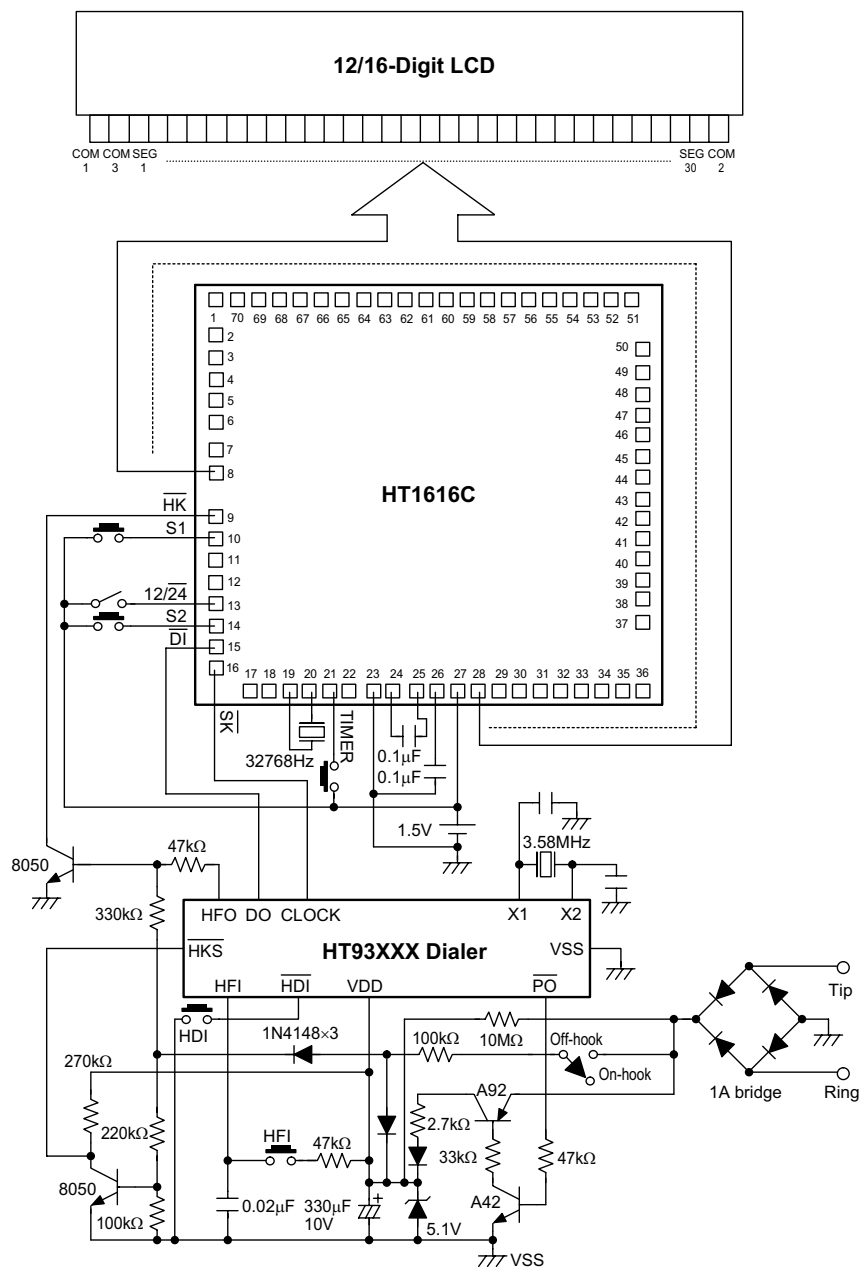 12/16-Digit LCD
COM COM SEG SEG COM
1 3 1 30 2
1 70 69 68 67 66 65 64 63 62 61 60 59 58 57 56 55 54 53 52 51
2
3
4
5
6
7
8
50
49
48
47
46
45
44
43
42
41
40
39
38
37
HT1616C
HK 9
S1 10
11
12
12/24 13
S2 14
DI 15
16
17 18 19 20 21 22 23 24 25 26 27 28 29 30 31 32 33 34 35 36
SK
32768Hz
TIMER
0.1µF
0.1µF
1.5V
3.58MHz
8050
47kΩ
330kΩ
HFO DO CLOCK X1 X2
HKS HT93XXX Dialer VSS
HFI HDI VDD PO
HDI
1N4148×3
100kΩ
10MΩ
Off-hook
On-hook
Tip
1A bridge
Ring
270kΩ
A92
2.7kΩ
220kΩ
HFI
47kΩ
33kΩ
47kΩ
8050
A42
100kΩ
0.02µF
330µF
10V
+
5.1V
VSS